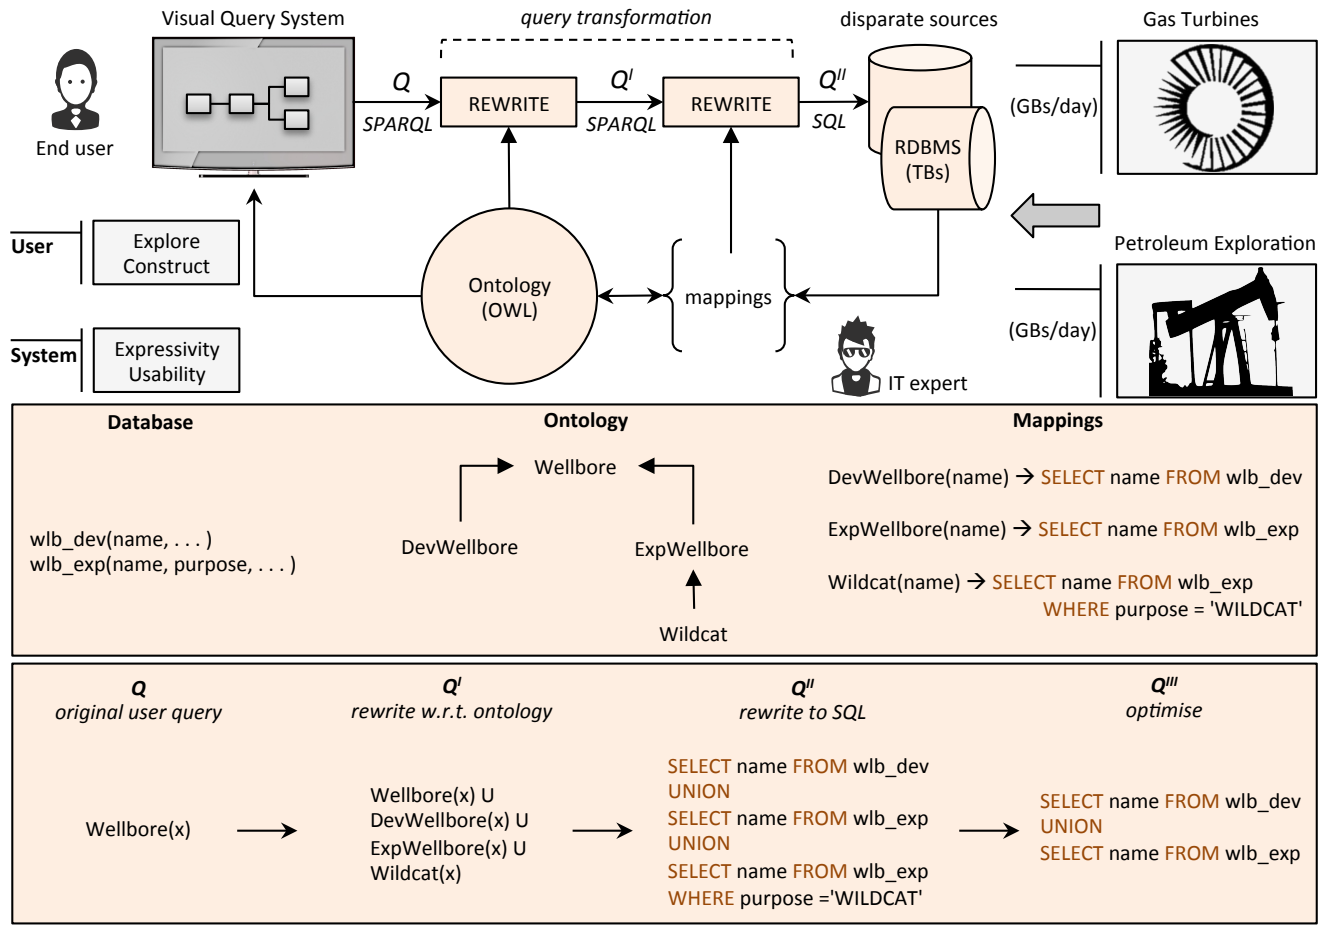 Visual Query System
query transformation
disparate sources
Gas Turbines
End user
Q
SPARQL
REWRITE
Q^I
SPARQL
REWRITE
Q^II
SQL
RDBMS
(TBs)
(GBs/day)
User
Explore
Construct
System
Expressivity
Usability
Ontology
(OWL)
mappings
IT expert
Petroleum Exploration
(GBs/day)
Database
wlb_dev(name, . . . )
wlb_exp(name, purpose, . . . )
Ontology
Wellbore
DevWellbore
ExpWellbore
Wildcat
Mappings
DevWellbore(name) → SELECT name FROM wlb_dev
ExpWellbore(name) → SELECT name FROM wlb_exp
Wildcat(name) → SELECT name FROM wlb_exp
WHERE purpose = 'WILDCAT'
Q
original user query
Wellbore(x)
Q^I
rewrite w.r.t. ontology
Wellbore(x) U
DevWellbore(x) U
ExpWellbore(x) U
Wildcat(x)
Q^II
rewrite to SQL
SELECT name FROM wlb_dev
UNION
SELECT name FROM wlb_exp
UNION
SELECT name FROM wlb_exp
WHERE purpose ='WILDCAT'
Q^III
optimise
SELECT name FROM wlb_dev
UNION
SELECT name FROM wlb_exp